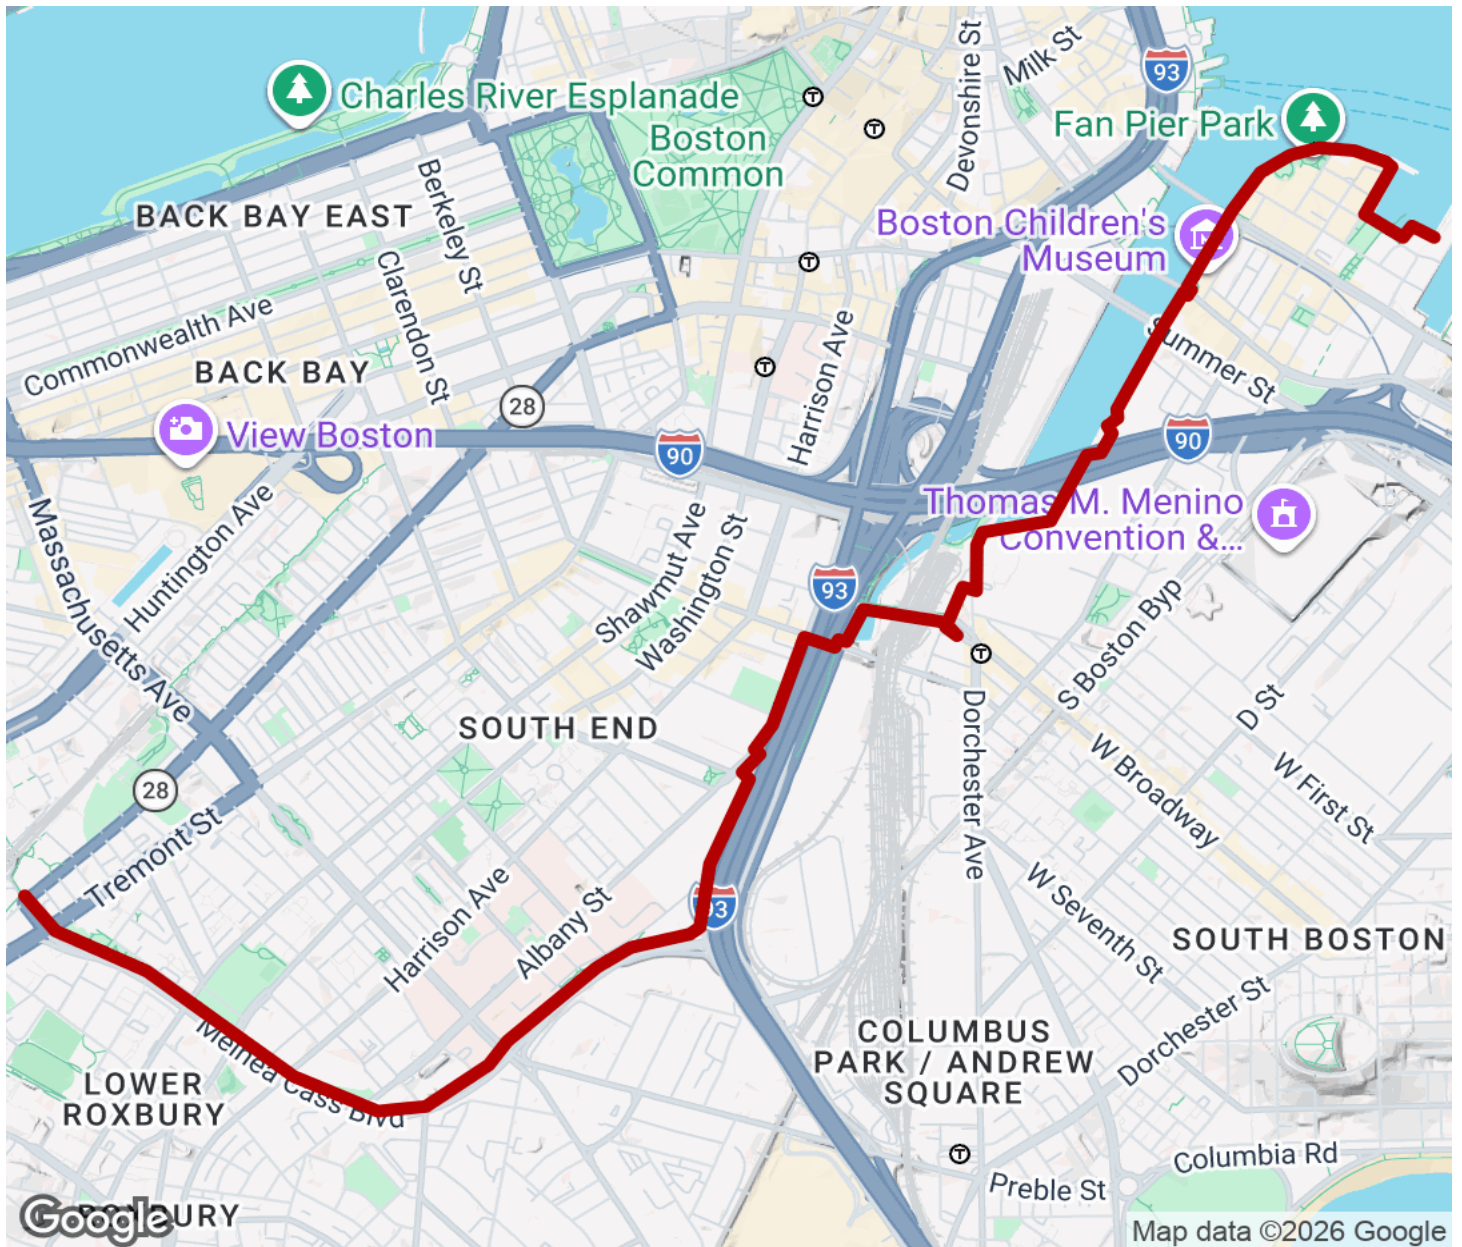 Milk St
Devonshire St
93
Charles River Esplanade
Fan Pier Park
Boston
Common
Berkeley St
BACK BAY EAST
Boston Children's
Museum
Clarendon St
Commonwealth Ave
Harrison Ave
Summer St
BACK BAY
28
View Boston
90
90
Thomas M. Menino
Convention &...
Massachusetts Ave
Huntington Ave
Shawmut Ave
Washington St
93
S Boston Byp
D St
SOUTH END
Dorchester Ave
W Broadway
W First St
28
Tremont St
Harrison Ave
Albany St
93
W Seventh St
SOUTH BOSTON
Dorchester St
Melnea Cass Blvd
COLUMBUS
PARK / ANDREW
SQUARE
LOWER
ROXBURY
Columbia Rd
Preble St
Google
Map data ©2026 Google